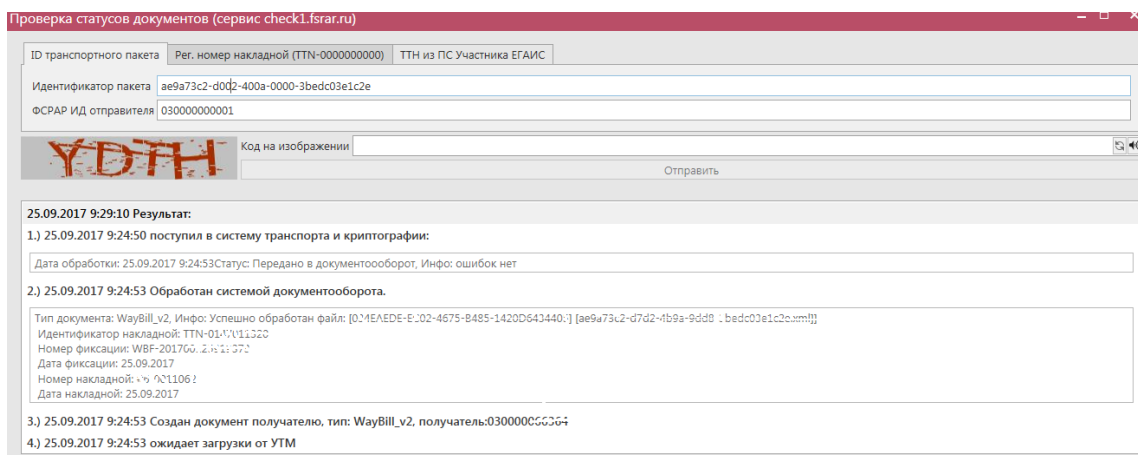 Проверка статусов документов (сервис check1.fsrar.ru)
ID транспортного пакета Рег. номер накладной (TTN-0000000000) ТТН из ПС Участника ЕГАИС
Идентификатор пакета ae9a73c2-d002-400a-0000-3bedc03e1c2e
ФСРАР ИД отправителя 030000000001
YDTH Код на изображении
Отправить
25.09.2017 9:29:10 Результат:
1.) 25.09.2017 9:24:50 поступил в систему транспорта и криптографии:
Дата обработки: 25.09.2017 9:24:53Статус: Передано в документоооборот, Инфо: ошибок нет
2.) 25.09.2017 9:24:53 Обработан системой документооборота.
Тип документа: WayBill_v2, Инфо: Успешно обработан файл:
Идентификатор накладной:
Номер фиксации:
Дата фиксации: 25.09.2017
Номер накладной:
Дата накладной: 25.09.2017
3.) 25.09.2017 9:24:53 Создан документ получателю, тип: WayBill_v2,
4.) 25.09.2017 9:24:53 ожидает загрузки от УТМ